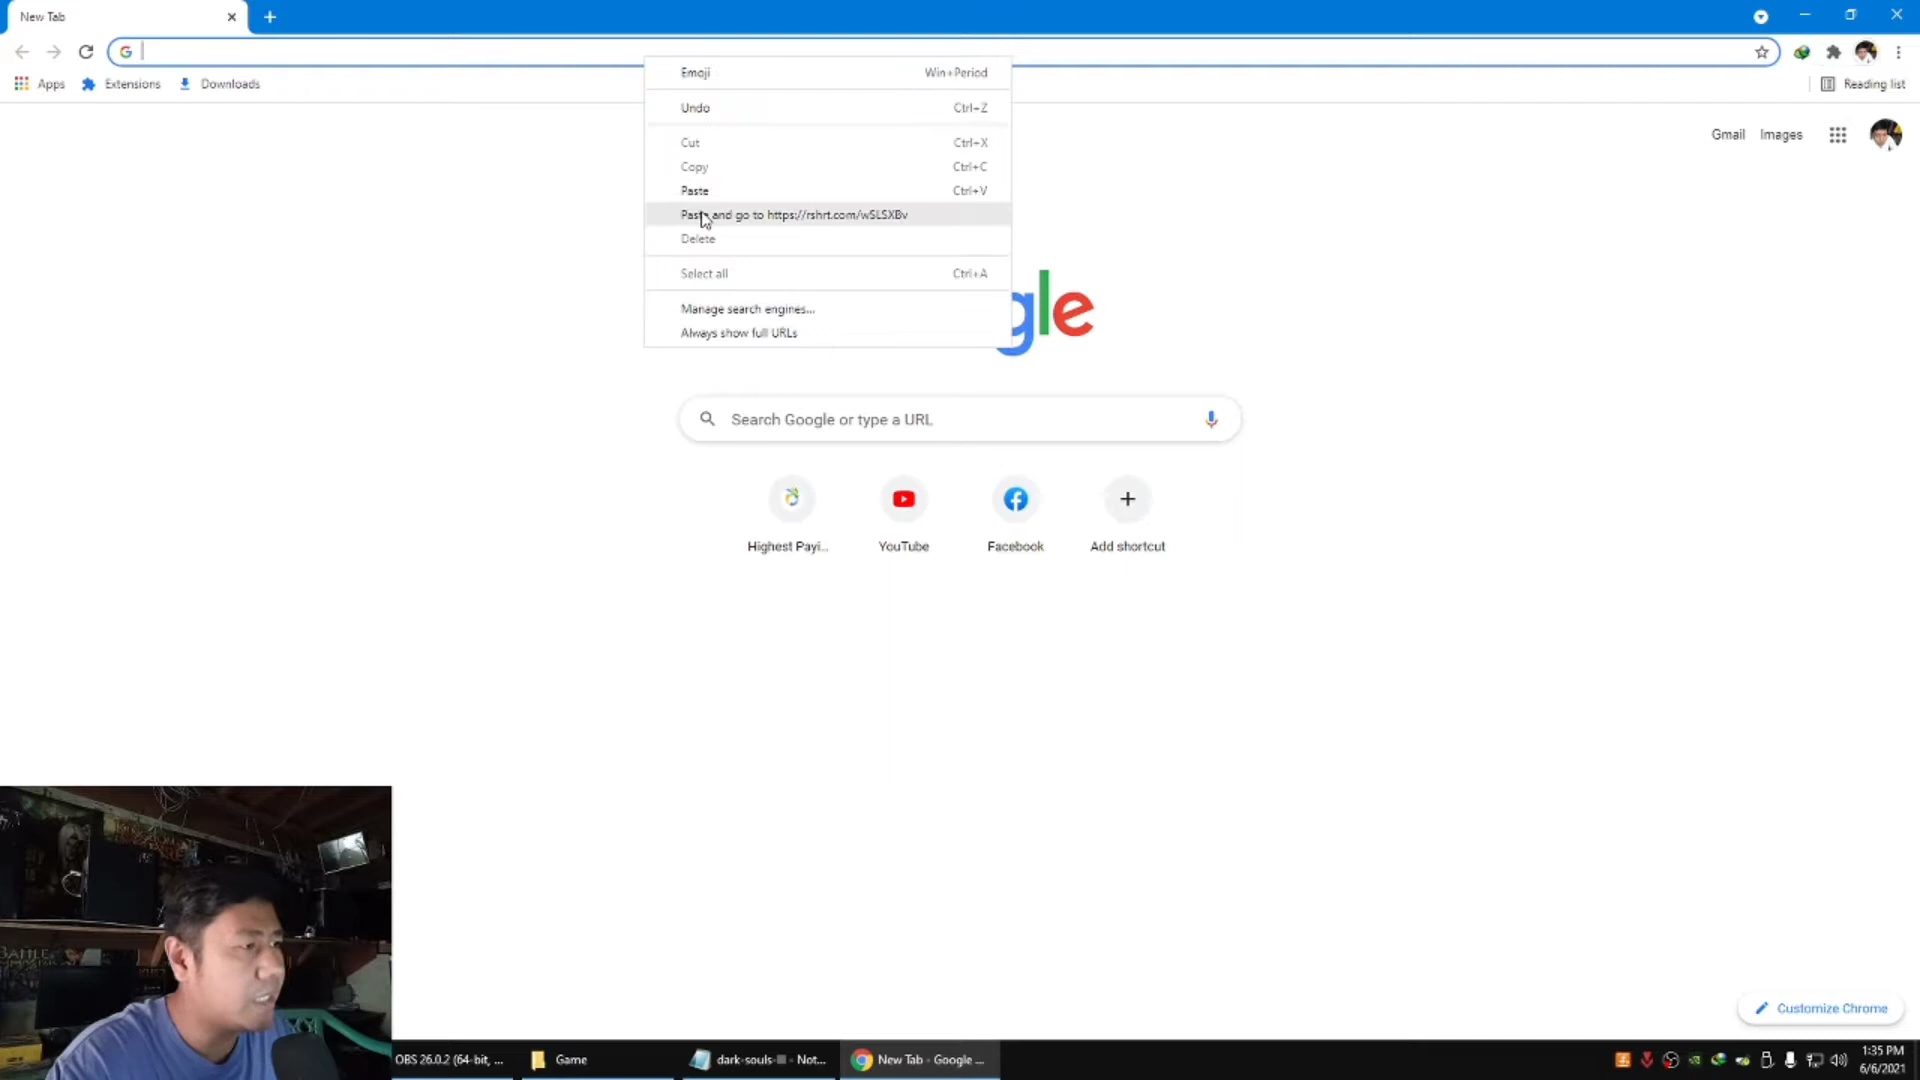 New Tab
Apps
Extensions
Downloads
Reading list
Emoji Win+Period
Undo Ctrl+Z
Cut Ctrl+X
Copy Ctrl+C
Paste Ctrl+V
Paste and go to https://rshrt.com/wSLSXBv
Delete
Select all Ctrl+A
Manage search engines...
Always show full URLs
Gmail Images
gle
Search Google or type a URL
Highest Payi...
YouTube
Facebook
Add shortcut
Customize Chrome
BATTLE
OBS 26.0.2 (64-bit, ...
Game
dark-souls-III - Not...
New Tab - Google ...
1:35 PM
6/6/2021